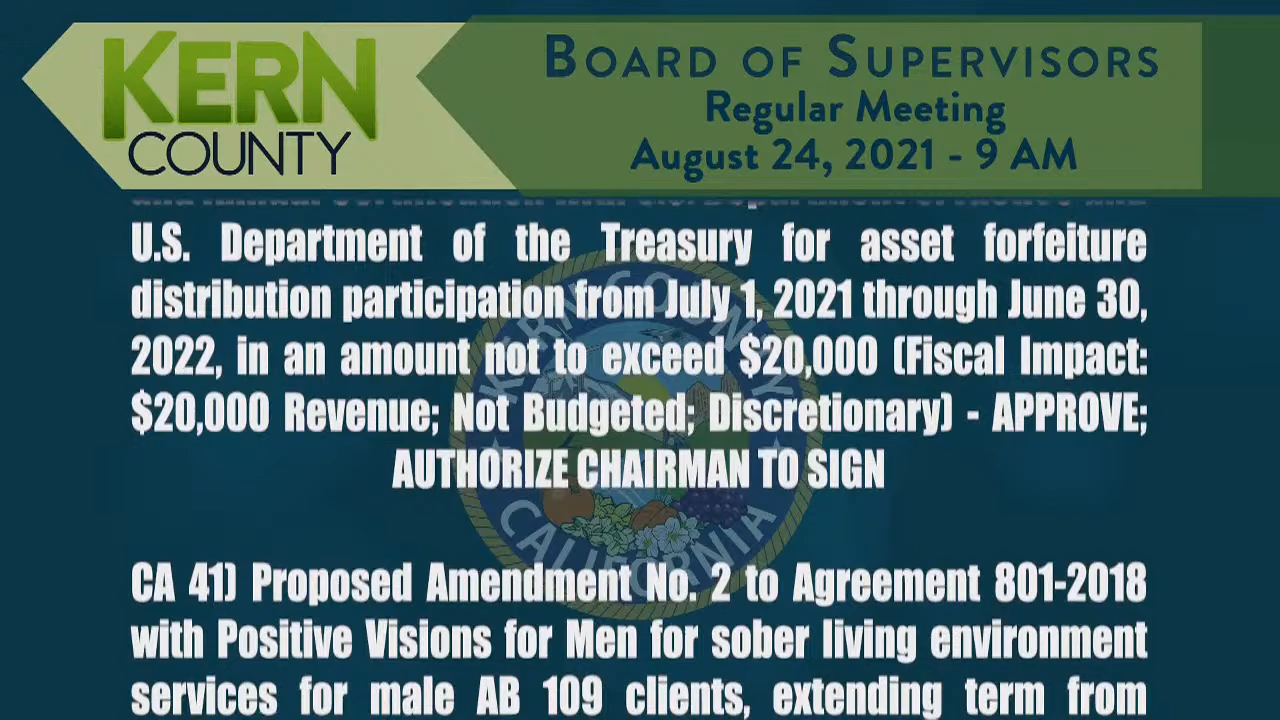 KERN
COUNTY
BOARD OF SUPERVISORS
Regular Meeting
August 24, 2021 - 9 AM
U.S. Department of the Treasury for asset forfeiture
distribution participation from July 1, 2021 through June 30,
2022, in an amount not to exceed $20,000 (Fiscal Impact:
$20,000 Revenue; Not Budgeted; Discretionary) - APPROVE;
AUTHORIZE CHAIRMAN TO SIGN
KERN COUNTY
CALIFORNIA
CA 41) Proposed Amendment No. 2 to Agreement 801-2018
with Positive Visions for Men for sober living environment
services for male AB 109 clients, extending term from